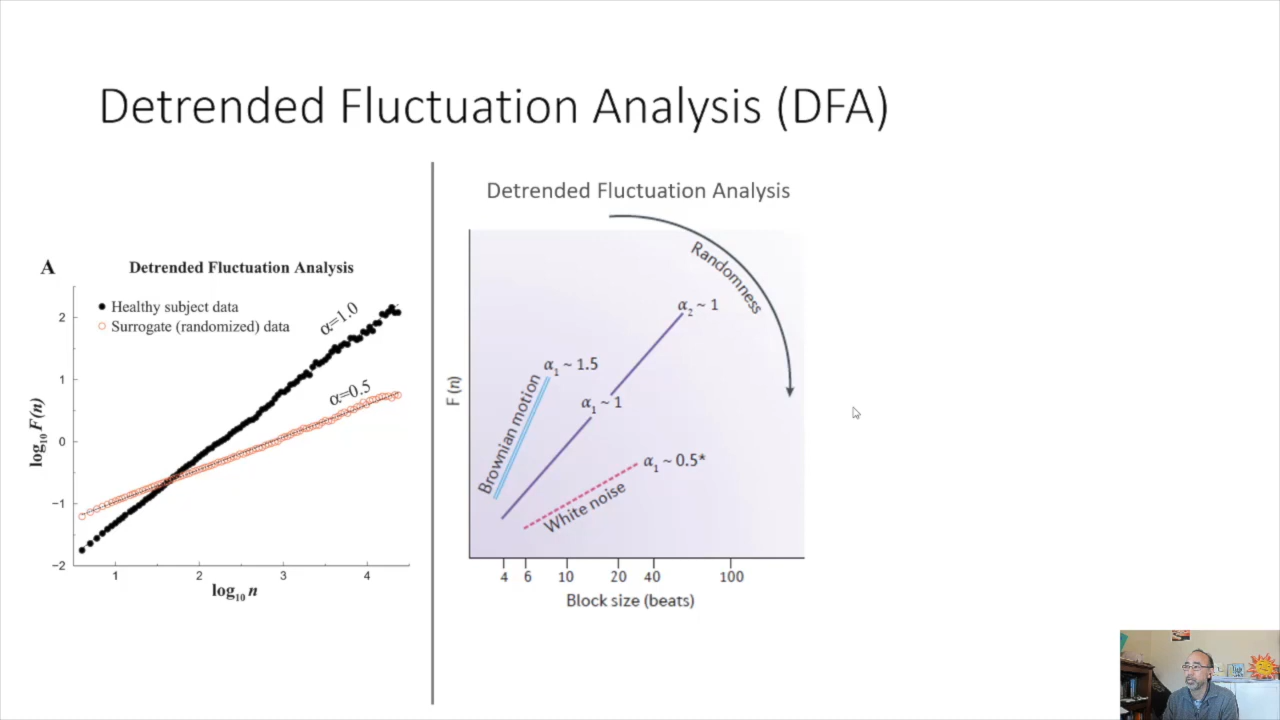 Detrended Fluctuation Analysis (DFA)
A
Detrended Fluctuation Analysis
Healthy subject data
Surrogate (randomized) data
α=1.0
α=0.5
2
1
0
−1
−2
log10 F(n)
1
2
3
4
log10 n
Detrended Fluctuation Analysis
Randomness
α2 ~ 1
α1 ~ 1.5
α1 ~ 1
Brownian motion
α1 ~ 0.5*
White noise
F (n)
4 6 10 20 40 100
Block size (beats)